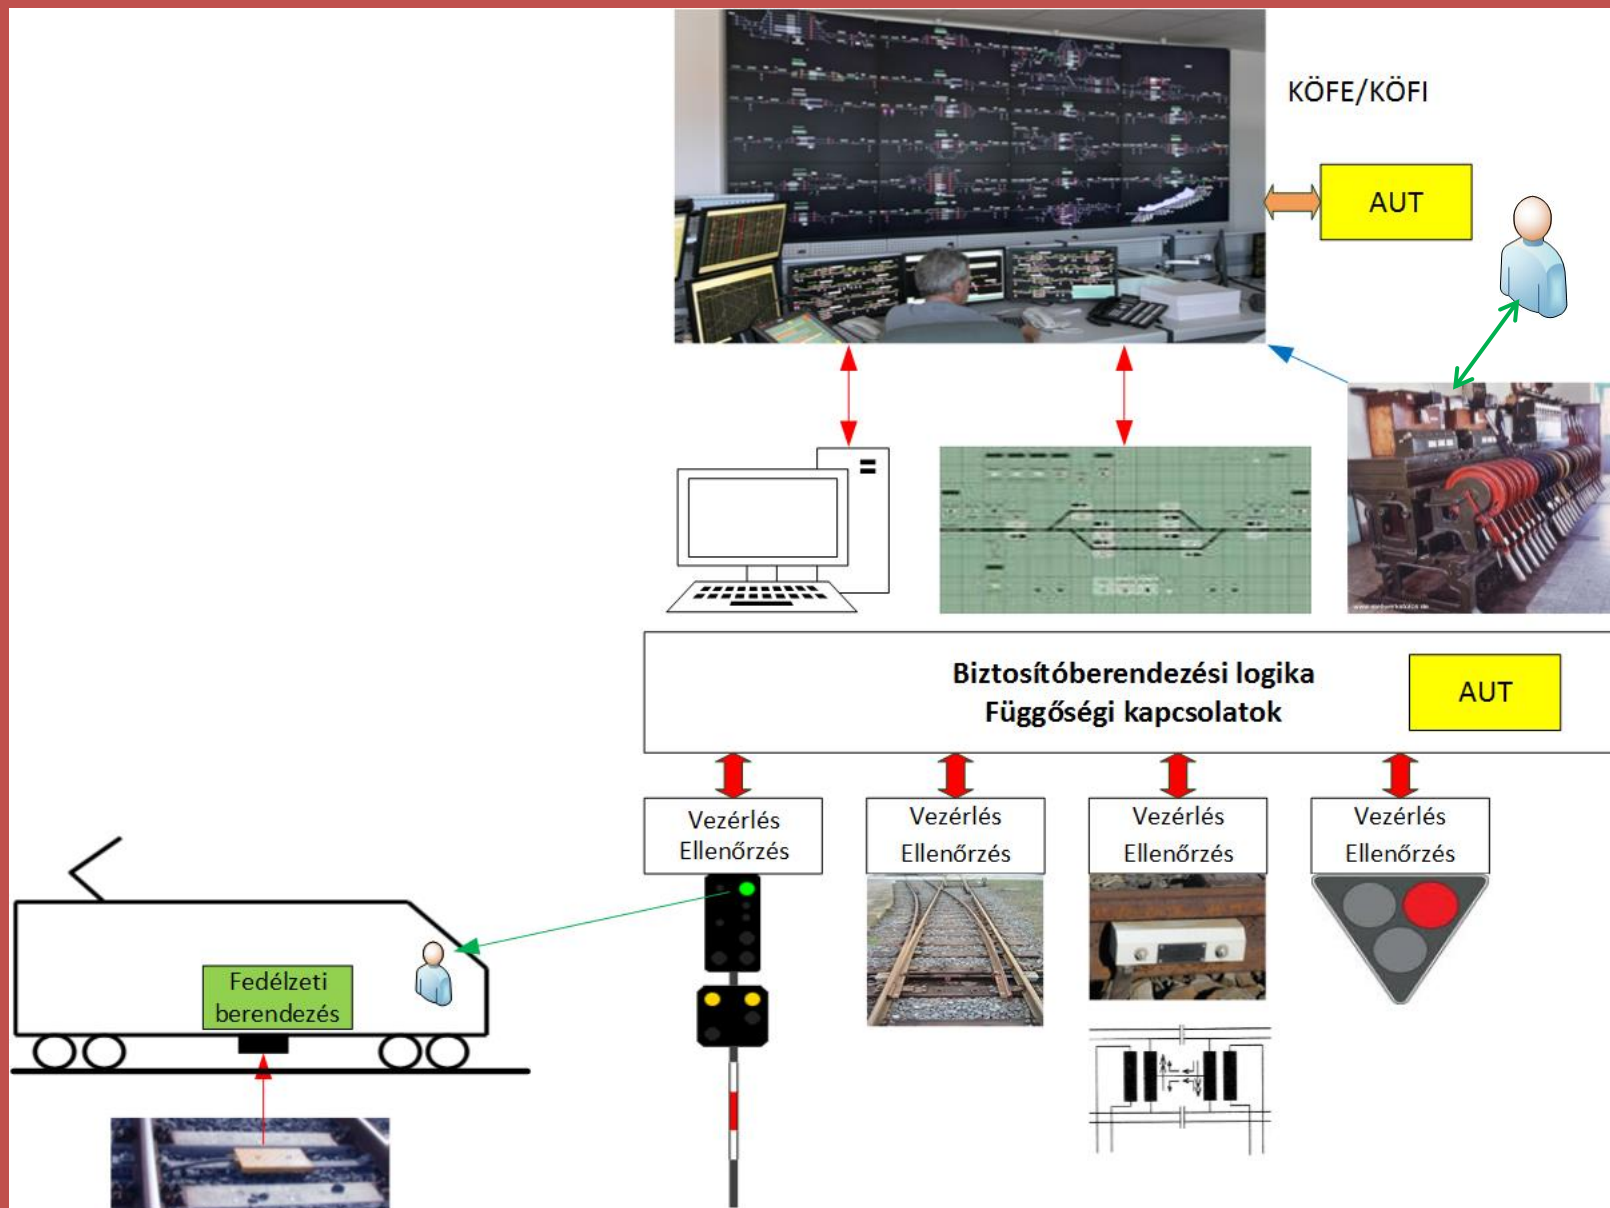 KÖFE/KÖFI
AUT
Biztosítóberendezési logika
Függőségi kapcsolatok
AUT
Vezérlés
Ellenőrzés
Vezérlés
Ellenőrzés
Vezérlés
Ellenőrzés
Vezérlés
Ellenőrzés
Fedélzeti
berendezés